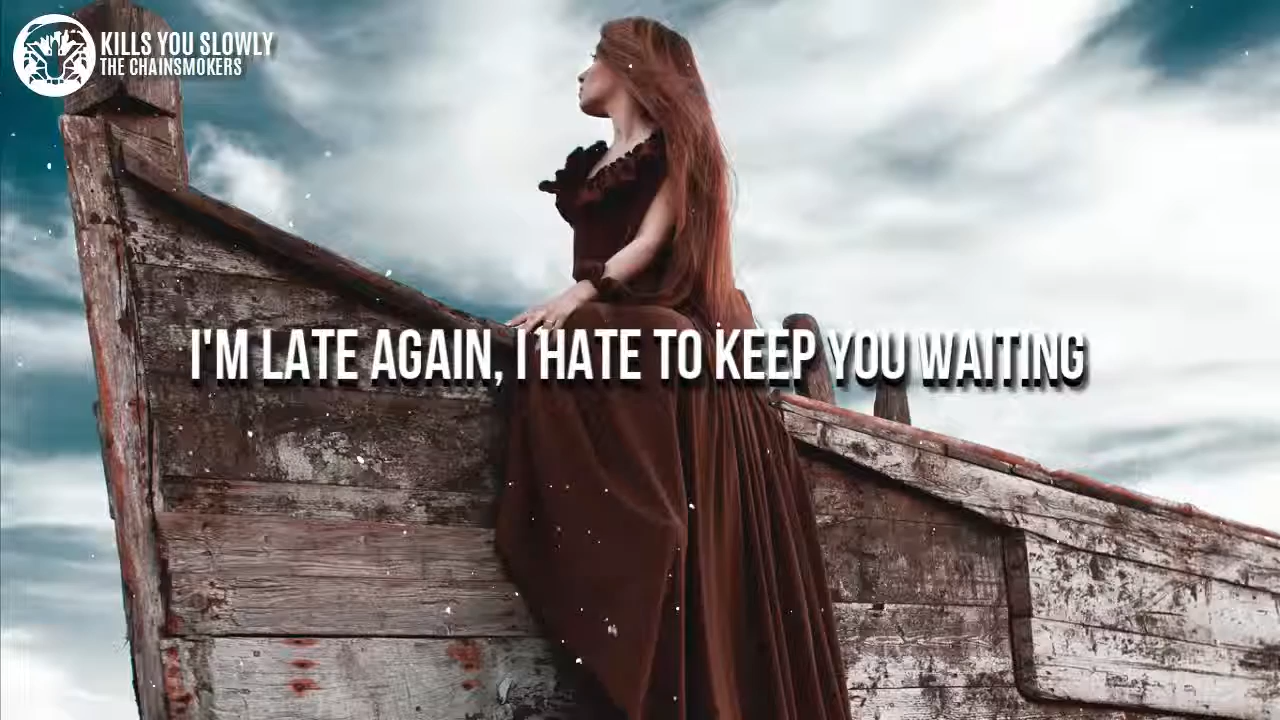 KILLS YOU SLOWLY
THE CHAINSMOKERS
I'M LATE AGAIN, I HATE TO KEEP YOU WAITING